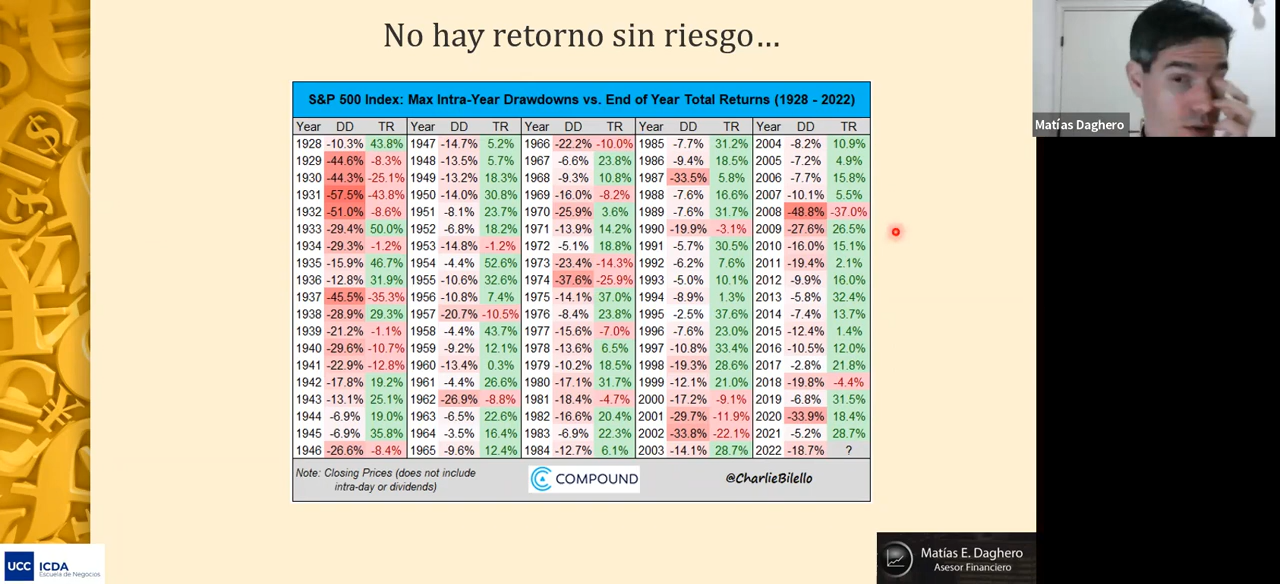 No hay retorno sin riesgo...
Matías Daghero
S&P 500 Index: Max Intra-Year Drawdowns vs. End of Year Total Returns (1928 - 2022)
Year DD TR Year DD TR Year DD TR Year DD TR Year DD TR
1928 -10.3% 43.8% 1947 -14.7% 5.2% 1966 -22.2% -10.0% 1985 -7.7% 31.2% 2004 -8.2% 10.9%
1929 -44.6% -8.3% 1948 -13.5% 5.7% 1967 -6.6% 23.8% 1986 -9.4% 18.5% 2005 -7.2% 4.9%
1930 -44.3% -25.1% 1949 -13.2% 18.3% 1968 -9.3% 10.8% 1987 -33.5% 5.8% 2006 -7.7% 15.8%
1931 -57.5% -43.8% 1950 -14.0% 30.8% 1969 -16.0% -8.2% 1988 -7.6% 16.6% 2007 -10.1% 5.5%
1932 -51.0% -8.6% 1951 -8.1% 23.7% 1970 -25.9% 3.6% 1989 -7.6% 31.7% 2008 -48.8% -37.0%
1933 -29.4% 50.0% 1952 -6.8% 18.2% 1971 -13.9% 14.2% 1990 -19.9% -3.1% 2009 -27.6% 26.5%
1934 -29.3% -1.2% 1953 -14.8% -1.2% 1972 -5.1% 18.8% 1991 -5.7% 30.5% 2010 -16.0% 15.1%
1935 -15.9% 46.7% 1954 -4.4% 52.6% 1973 -23.4% -14.3% 1992 -6.2% 7.6% 2011 -19.4% 2.1%
1936 -12.8% 31.9% 1955 -10.6% 32.6% 1974 -37.6% -25.9% 1993 -5.0% 10.1% 2012 -9.9% 16.0%
1937 -45.5% -35.3% 1956 -10.8% 7.4% 1975 -14.1% 37.0% 1994 -8.9% 1.3% 2013 -5.8% 32.4%
1938 -28.9% 29.3% 1957 -20.7% -10.5% 1976 -8.4% 23.8% 1995 -2.5% 37.6% 2014 -7.4% 13.7%
1939 -21.2% -1.1% 1958 -4.4% 43.7% 1977 -15.6% -7.0% 1996 -7.6% 23.0% 2015 -12.4% 1.4%
1940 -29.6% -10.7% 1959 -9.2% 12.1% 1978 -13.6% 6.5% 1997 -10.8% 33.4% 2016 -10.5% 12.0%
1941 -22.9% -12.8% 1960 -13.4% 0.3% 1979 -10.2% 18.5% 1998 -19.3% 28.6% 2017 -2.8% 21.8%
1942 -17.8% 19.2% 1961 -4.4% 26.6% 1980 -17.1% 31.7% 1999 -12.1% 21.0% 2018 -19.8% -4.4%
1943 -13.1% 25.1% 1962 -26.9% -8.8% 1981 -18.4% -4.7% 2000 -17.2% -9.1% 2019 -6.8% 31.5%
1944 -6.9% 19.0% 1963 -6.5% 22.6% 1982 -16.6% 20.4% 2001 -29.7% -11.9% 2020 -33.9% 18.4%
1945 -6.9% 35.8% 1964 -3.5% 16.4% 1983 -6.9% 22.3% 2002 -33.8% -22.1% 2021 -5.2% 28.7%
1946 -26.6% -8.4% 1965 -9.6% 12.4% 1984 -12.7% 6.1% 2003 -14.1% 28.7% 2022 -18.7% ?
Note: Closing Prices (does not include
intra-day or dividends)
COMPOUND
@CharlieBilello
UCC ICDA
Escuela de Negocios
Matías E. Daghero
Asesor Financiero